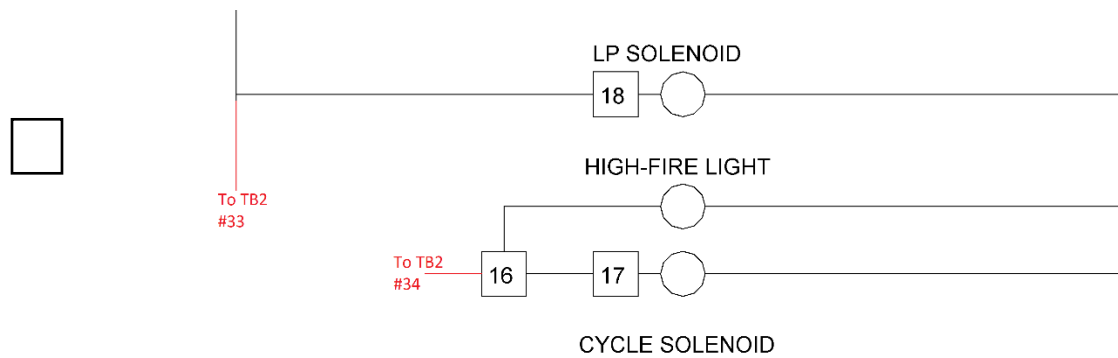 LP SOLENOID
18
HIGH-FIRE LIGHT
To TB2
#33
To TB2
#34
16
17
CYCLE SOLENOID